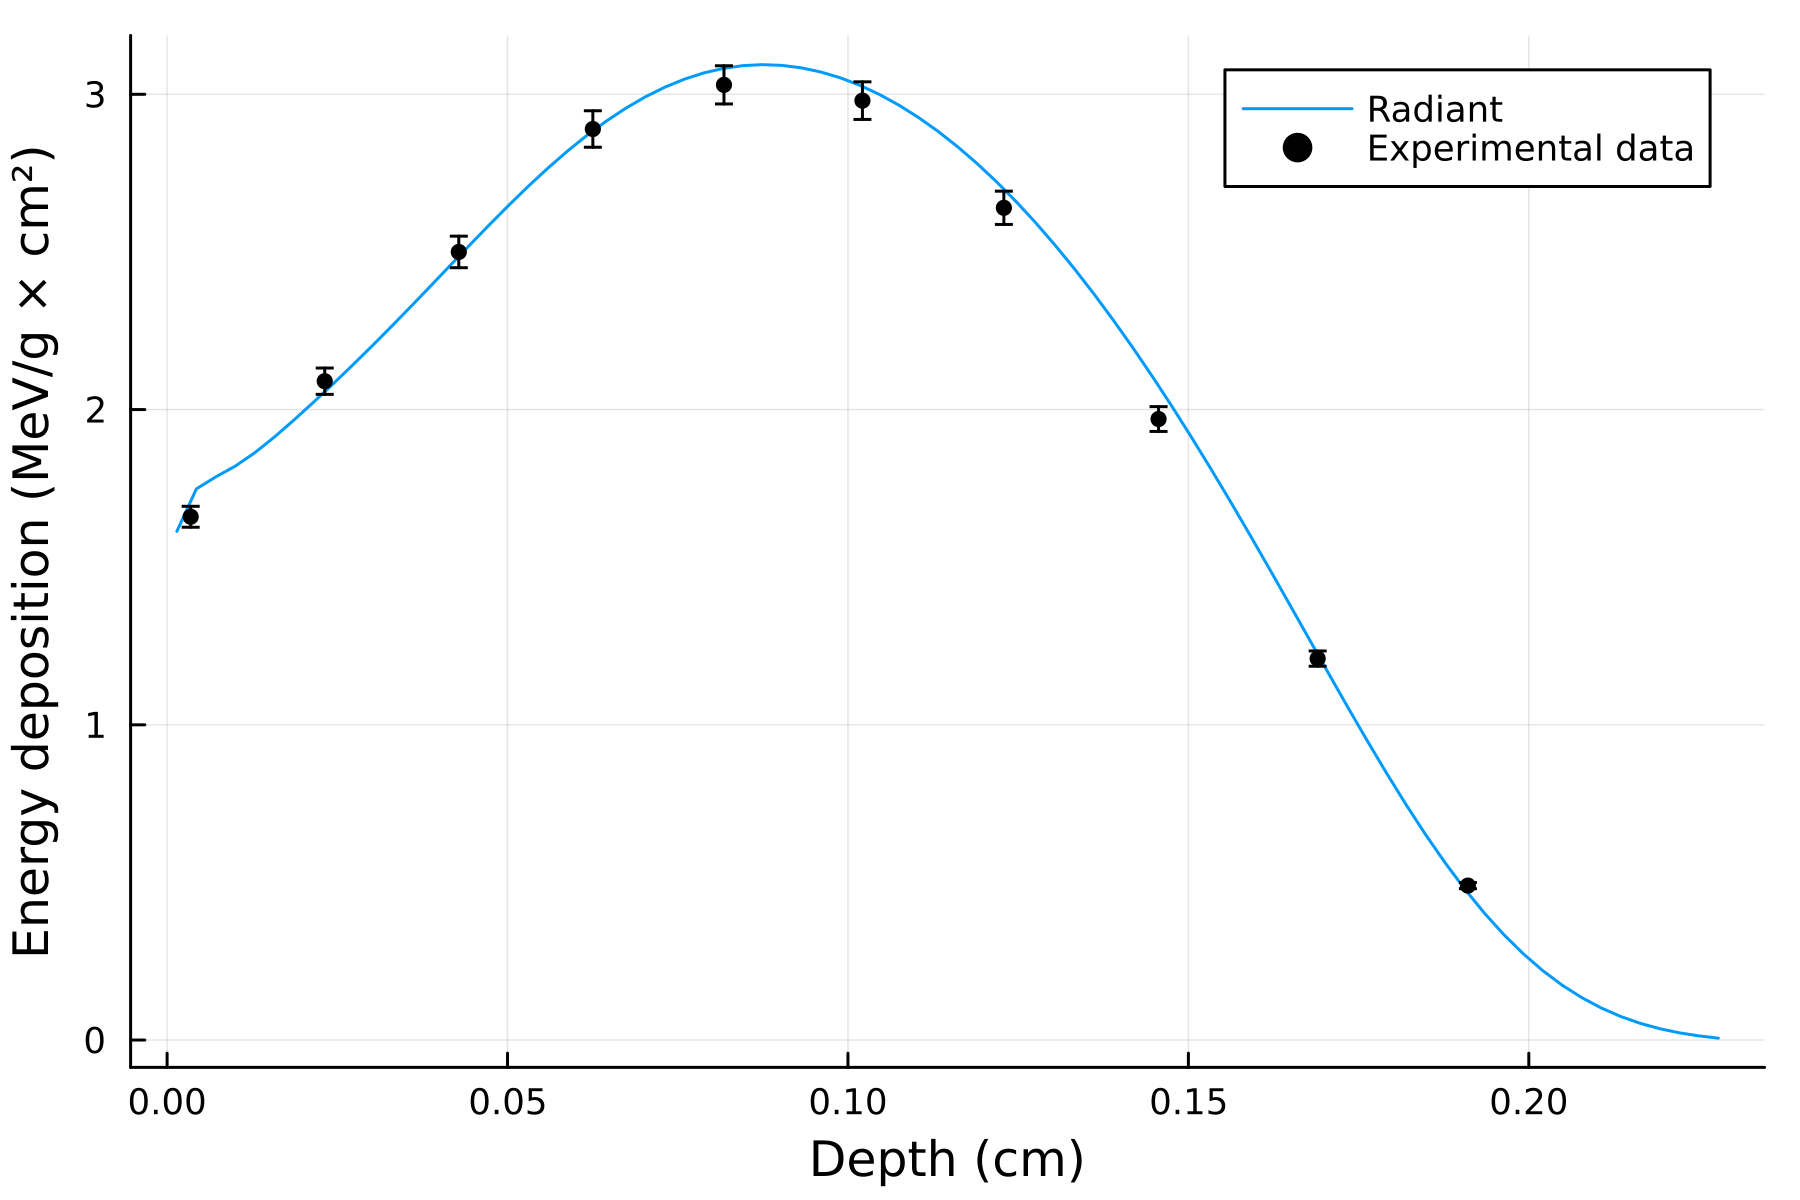 Radiant
Experimental data
Energy deposition (MeV/g × cm²)
3
2
1
0
0.00 0.05 0.10 0.15 0.20
Depth (cm)